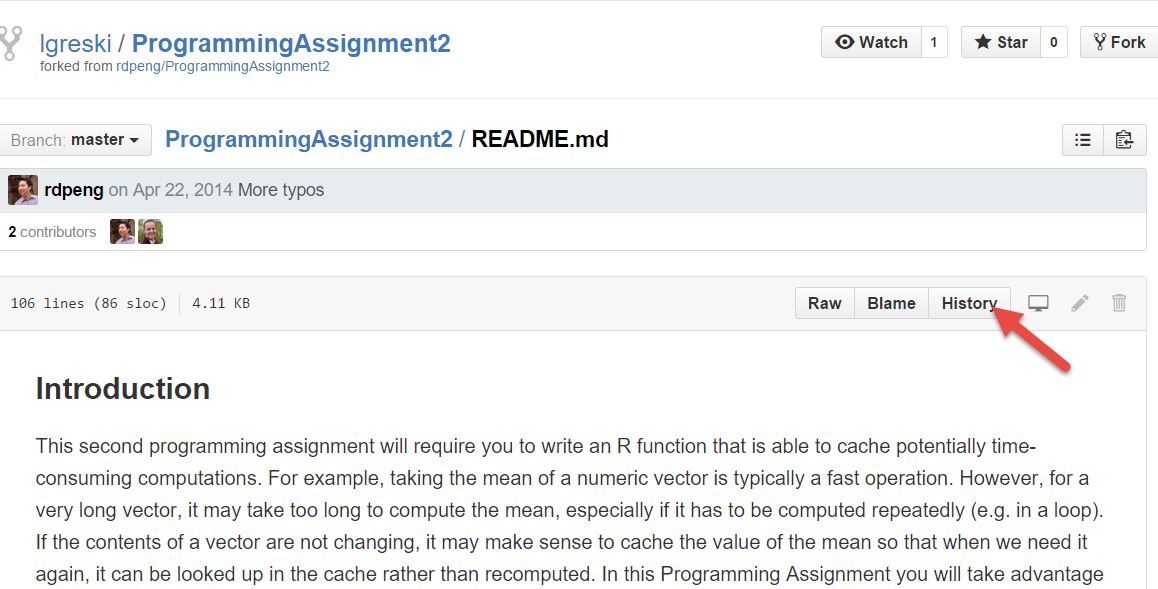 lgreski / ProgrammingAssignment2
Watch 1 Star 0 Fork
forked from rdpeng/ProgrammingAssignment2
Branch: master ProgrammingAssignment2 / README.md
rdpeng on Apr 22, 2014 More typos
2 contributors
106 lines (86 sloc) 4.11 KB Raw Blame History
Introduction
This second programming assignment will require you to write an R function that is able to cache potentially time-
consuming computations. For example, taking the mean of a numeric vector is typically a fast operation. However, for a
very long vector, it may take too long to compute the mean, especially if it has to be computed repeatedly (e.g. in a loop).
If the contents of a vector are not changing, it may make sense to cache the value of the mean so that when we need it
again, it can be looked up in the cache rather than recomputed. In this Programming Assignment you will take advantage